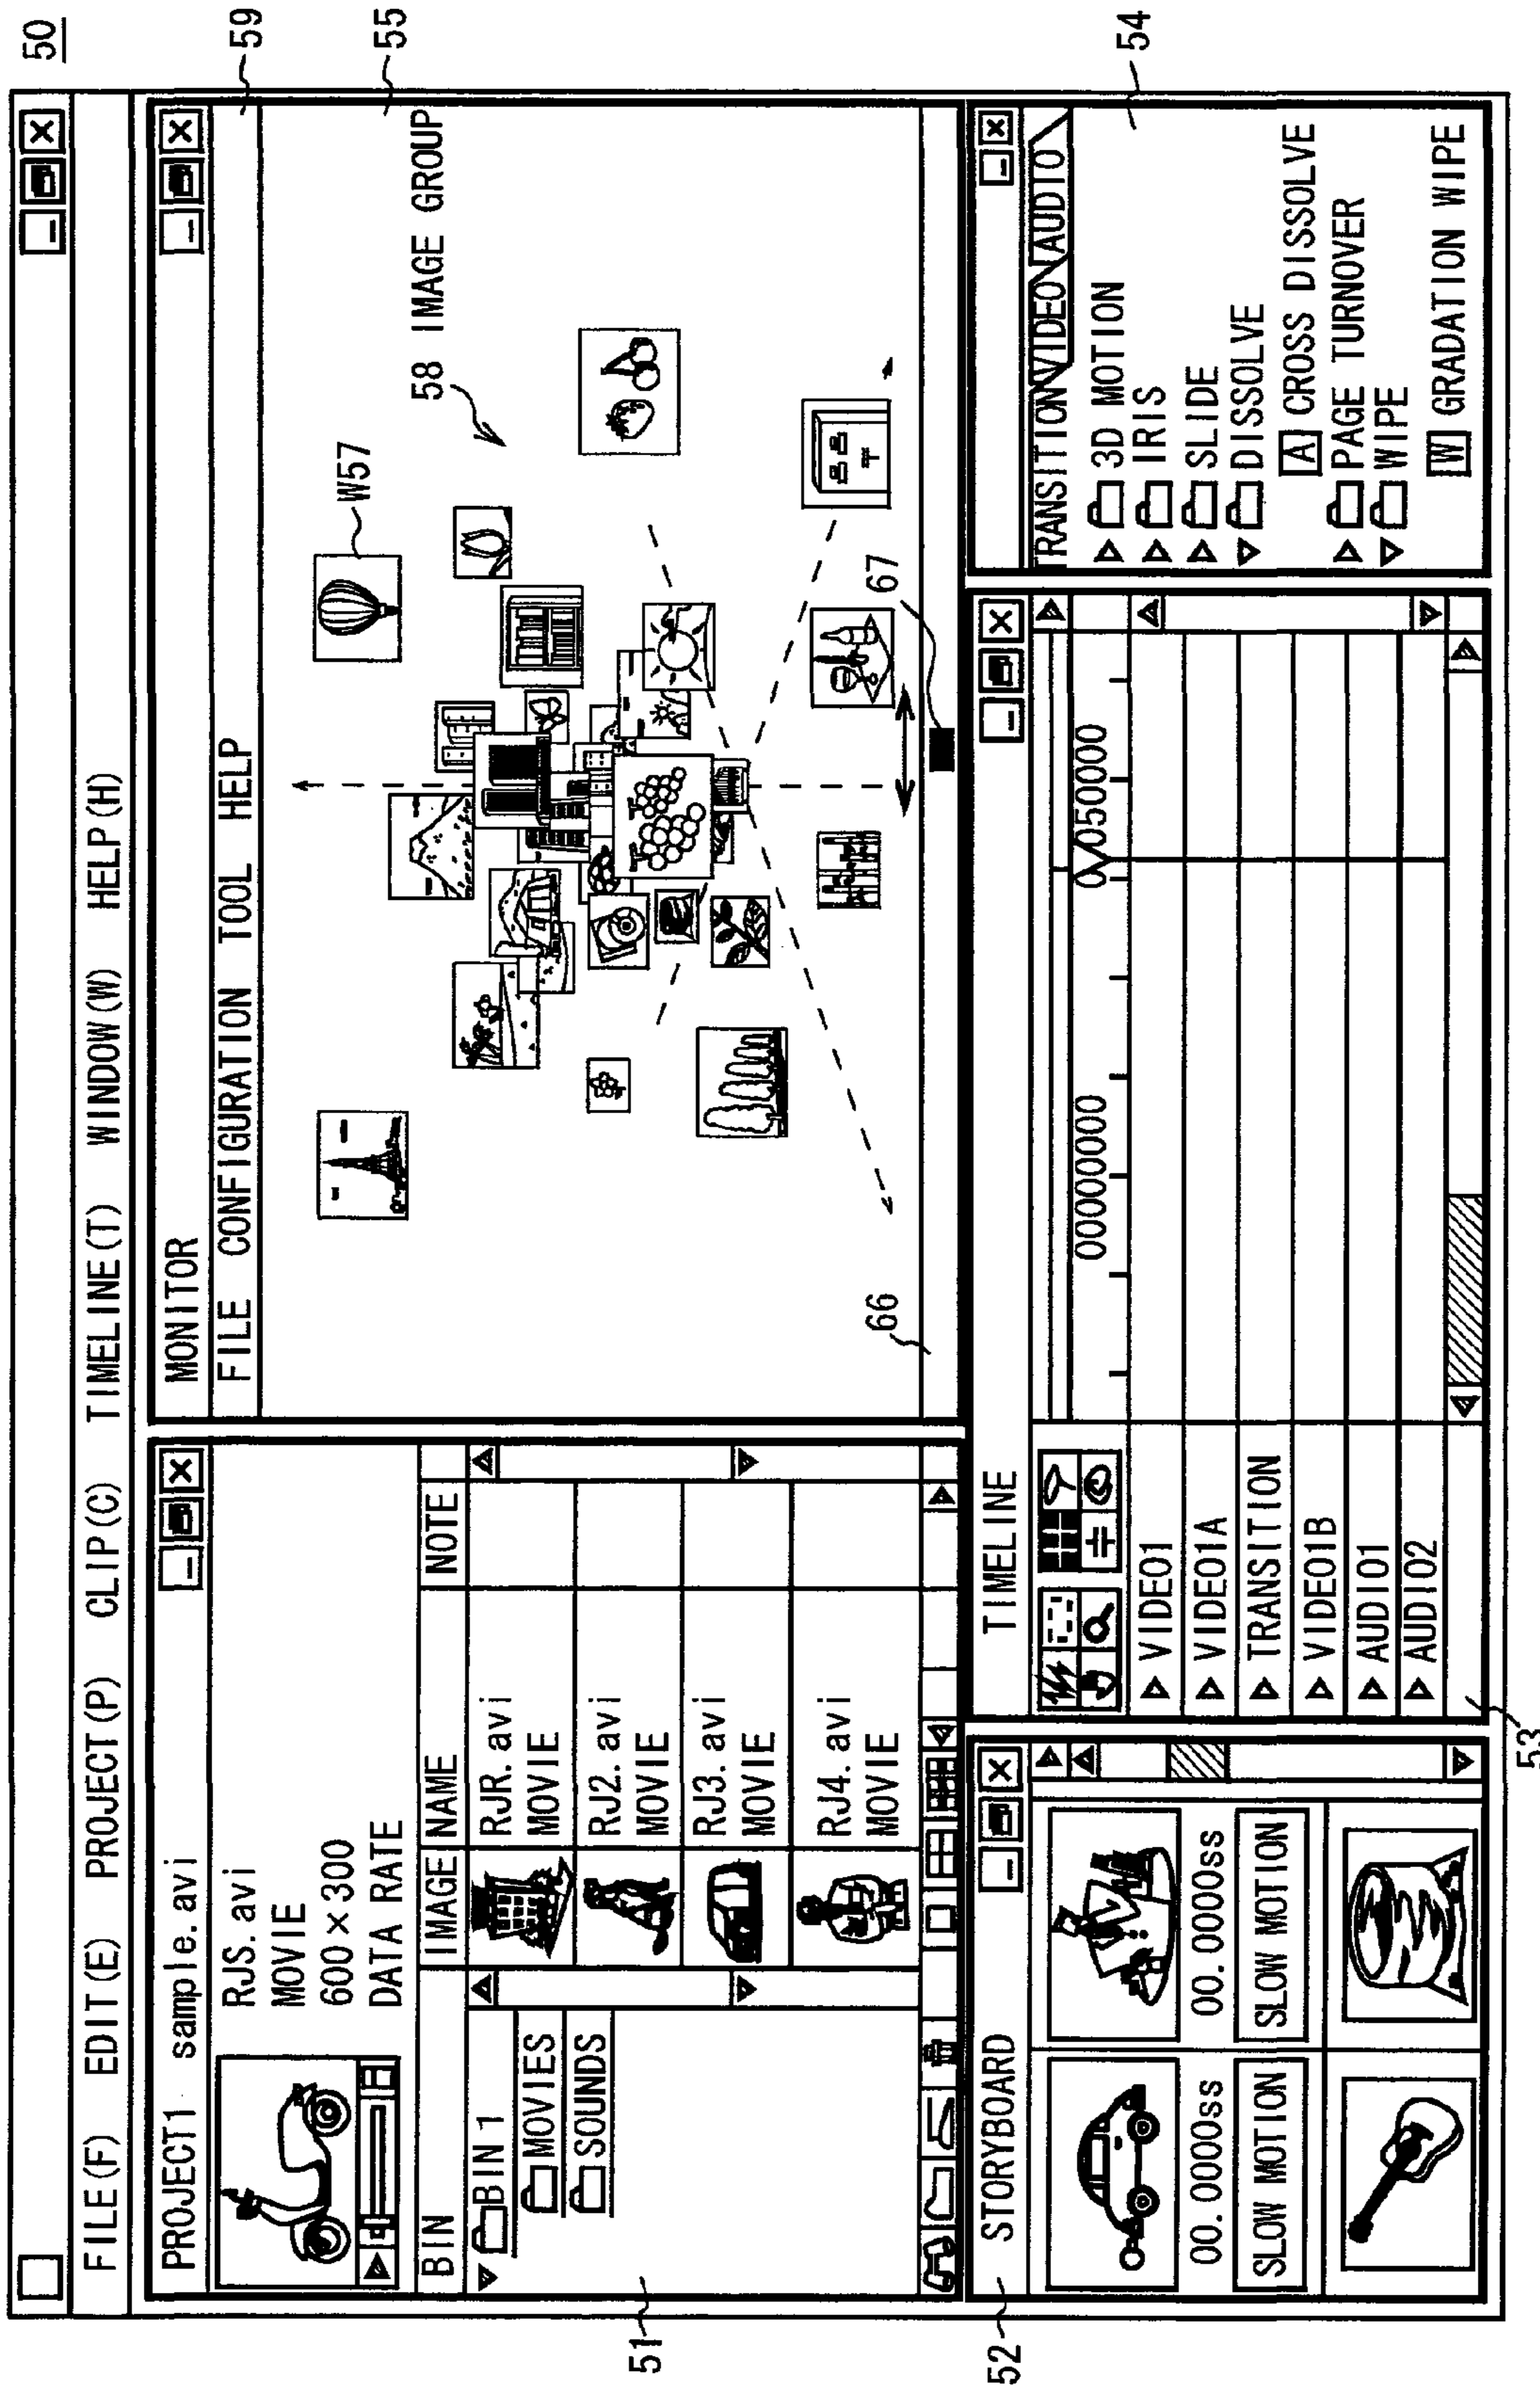 50
FILE(F) EDIT(E) PROJECT(P) CLIP(C) TIMELINE(T) WINDOW(W) HELP(H)
PROJECT1 sample.avi
RJS.avi
MOVIE
600×300
DATA RATE
BIN
IMAGE NAME NOTE
BIN 1
MOVIES
SOUNDS
RJR.avi
MOVIE
RJ2.avi
MOVIE
RJ3.avi
MOVIE
RJ4.avi
MOVIE
51
MONITOR
FILE CONFIGURATION TOOL HELP
59
55
W57
58 IMAGE GROUP
66
67
STORYBOARD
00.0000ss
00.0000ss
SLOW MOTION
SLOW MOTION
52
TIMELINE
00000000
0 050000
VIDEO1
VIDEO1A
TRANSITION
VIDEO1B
AUDIO1
AUDIO2
53
TRANSITION VIDEO AUDIO
3D MOTION
IRIS
SLIDE
DISSOLVE
A CROSS DISSOLVE
PAGE TURNOVER
WIPE
W GRADATION WIPE
54